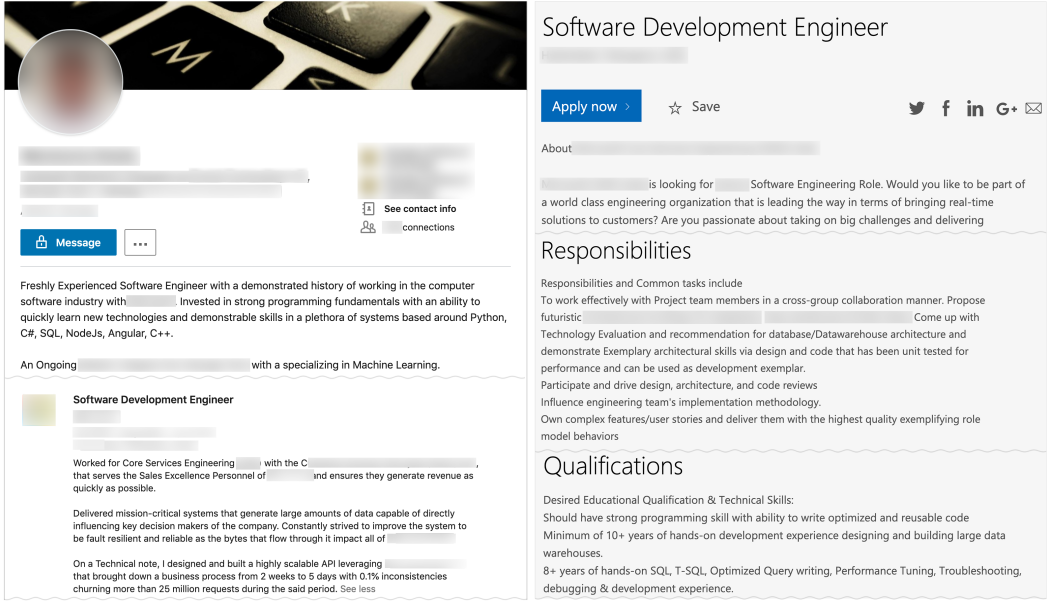 M
K
See contact info
connections
Message
...
Freshly Experienced Software Engineer with a demonstrated history of working in the computer
software industry with . Invested in strong programming fundamentals with an ability to
quickly learn new technologies and demonstrable skills in a plethora of systems based around Python,
C#, SQL, NodeJs, Angular, C++.
An Ongoing with a specializing in Machine Learning.
Software Development Engineer
Worked for Core Services Engineering with the C ,
that serves the Sales Excellence Personnel of and ensures they generate revenue as
quickly as possible.
Delivered mission-critical systems that generate large amounts of data capable of directly
influencing key decision makers of the company. Constantly strived to improve the system to
be fault resilient and reliable as the bytes that flow through it impact all of
On a Technical note, I designed and built a highly scalable API leveraging
that brought down a business process from 2 weeks to 5 days with 0.1% inconsistencies
churning more than 25 million requests during the said period. See less
Software Development Engineer
Apply now
Save
G+
About
is looking for Software Engineering Role. Would you like to be part of
a world class engineering organization that is leading the way in terms of bringing real-time
solutions to customers? Are you passionate about taking on big challenges and delivering
Responsibilities
Responsibilities and Common tasks include
To work effectively with Project team members in a cross-group collaboration manner. Propose
futuristic Come up with
Technology Evaluation and recommendation for database/Datawarehouse architecture and
demonstrate Exemplary architectural skills via design and code that has been unit tested for
performance and can be used as development exemplar.
Participate and drive design, architecture, and code reviews
Influence engineering team's implementation methodology.
Own complex features/user stories and deliver them with the highest quality exemplifying role
model behaviors
Qualifications
Desired Educational Qualification & Technical Skills:
Should have strong programming skill with ability to write optimized and reusable code
Minimum of 10+ years of hands-on development experience designing and building large data
warehouses.
8+ years of hands-on SQL, T-SQL, Optimized Query writing, Performance Tuning, Troubleshooting,
debugging & development experience.